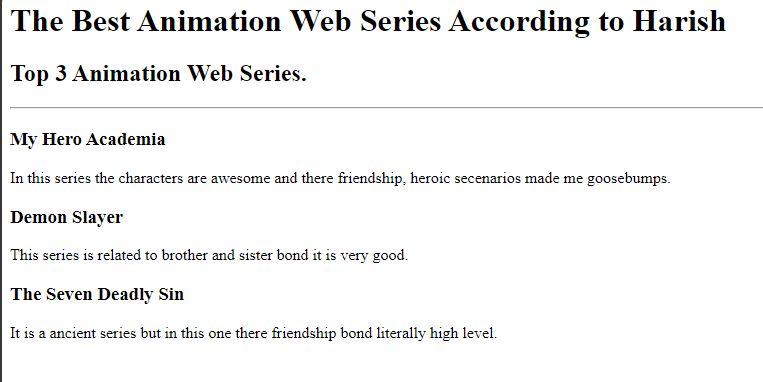 The Best Animation Web Series According to Harish
Top 3 Animation Web Series.
My Hero Academia
In this series the characters are awesome and there friendship, heroic secenarios made me goosebumps.
Demon Slayer
This series is related to brother and sister bond it is very good.
The Seven Deadly Sin
It is a ancient series but in this one there friendship bond literally high level.